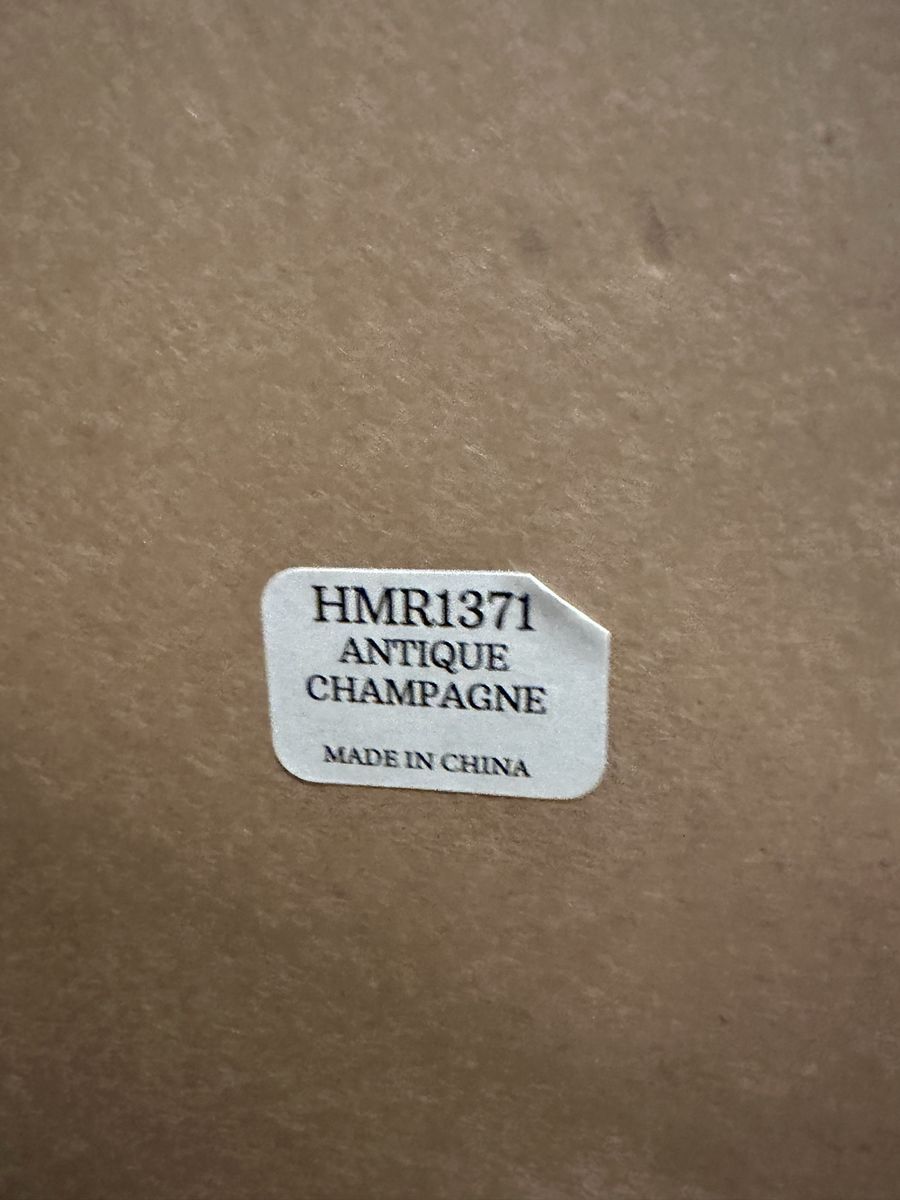 HMR1371
ANTIQUE
CHAMPAGNE
MADE IN CHINA